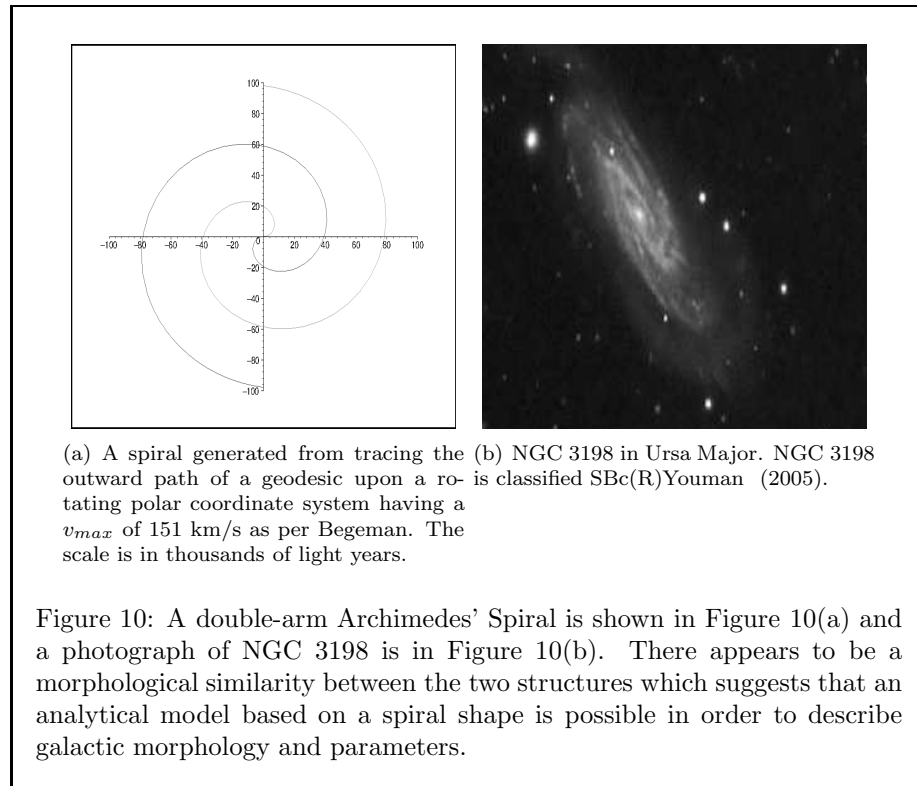 100
80
60
40
20
0
-20
-40
-60
-80
-100
-100 -80 -60 -40 -20 20 40 60 80 100
(a) A spiral generated from tracing the
outward path of a geodesic upon a ro-
tating polar coordinate system having a
vmax of 151 km/s as per Begeman. The
scale is in thousands of light years.
(b) NGC 3198 in Ursa Major. NGC 3198
is classified SBc(R)Youman (2005).
Figure 10: A double-arm Archimedes' Spiral is shown in Figure 10(a) and
a photograph of NGC 3198 is in Figure 10(b). There appears to be a
morphological similarity between the two structures which suggests that an
analytical model based on a spiral shape is possible in order to describe
galactic morphology and parameters.